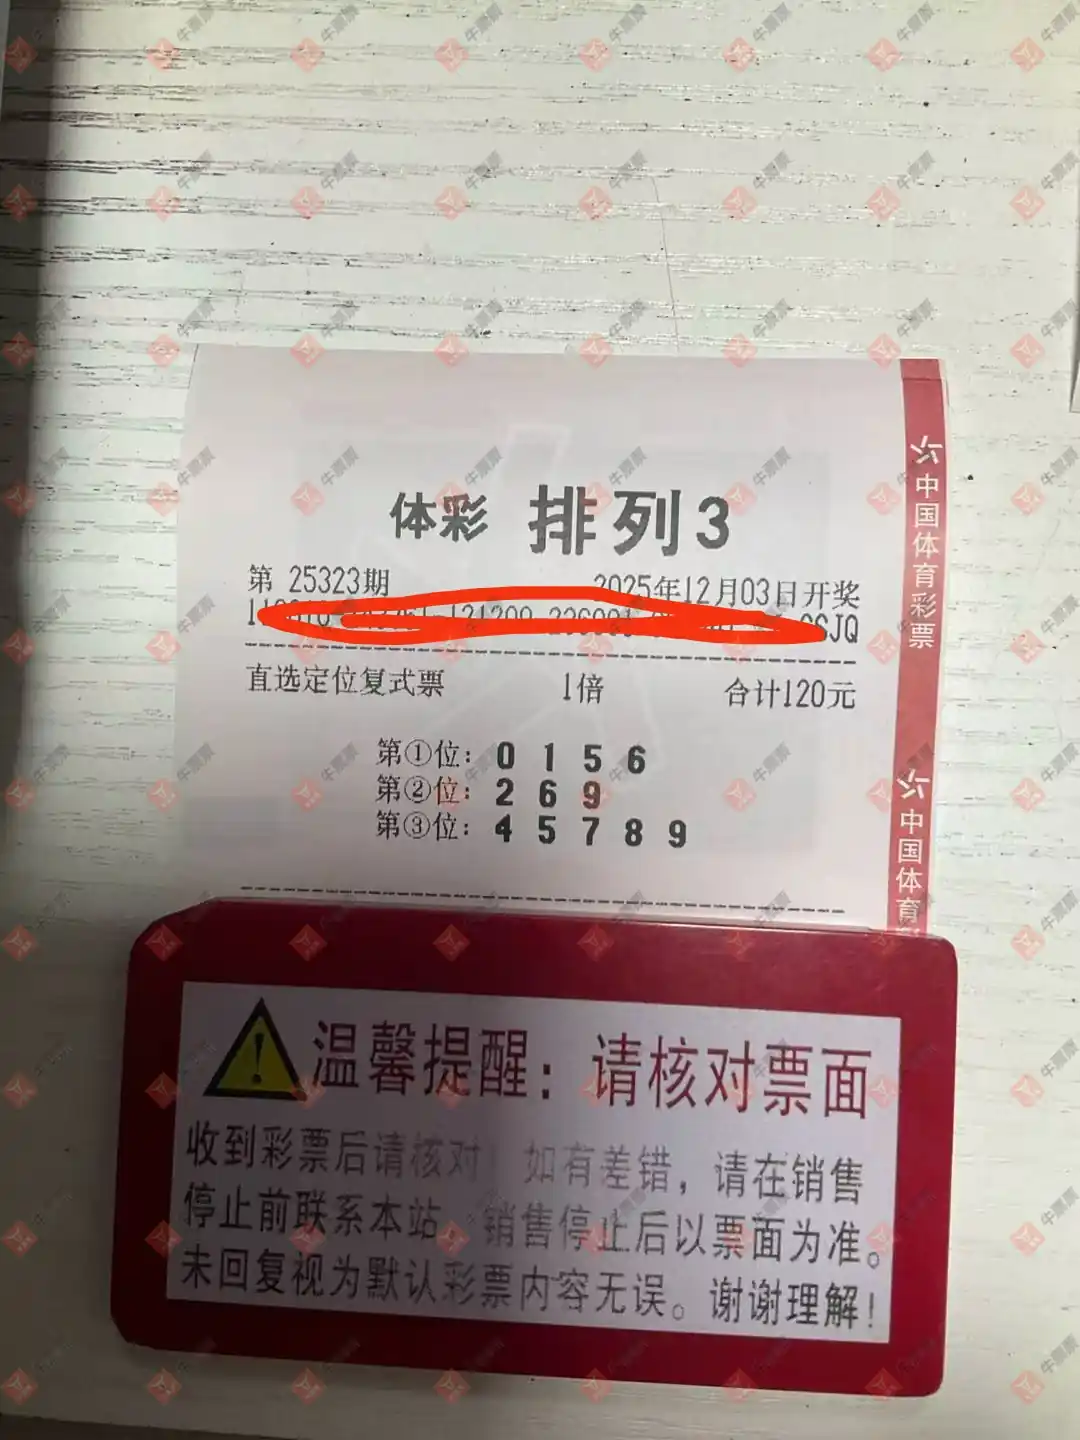 体彩 排列3
第 25323期 2025年12月03日开奖
直选定位复式票 1倍 合计120元
第①位: 0 1 5 6
第②位: 2 6 9
第③位: 4 5 7 8 9
中国体育彩票
中国体育
温馨提醒：请核对票面
收到彩票后请核对！如有差错，请在销售
停止前联系本站。销售停止后以票面为准。
未回复视为默认彩票内容无误。谢谢理解！
牛票票